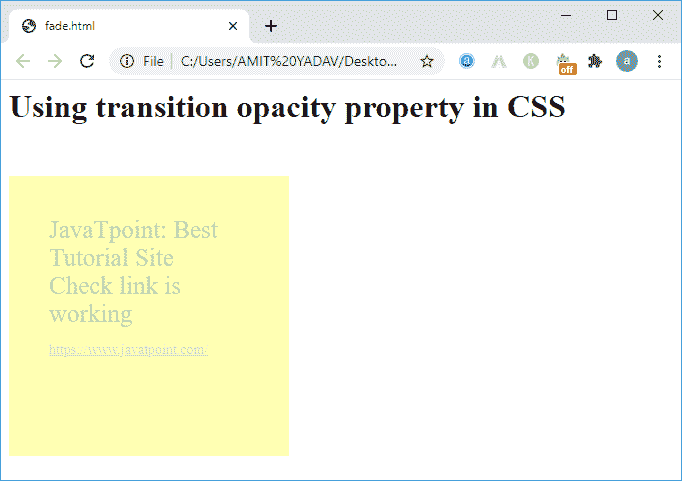 fade.html
File
C:/Users/AMIT%20YADAV/Deskto...
a
K
off
a
Using transition opacity property in CSS
JavaTpoint: Best
Tutorial Site
Check link is
working
https://www.javatpoint.com/